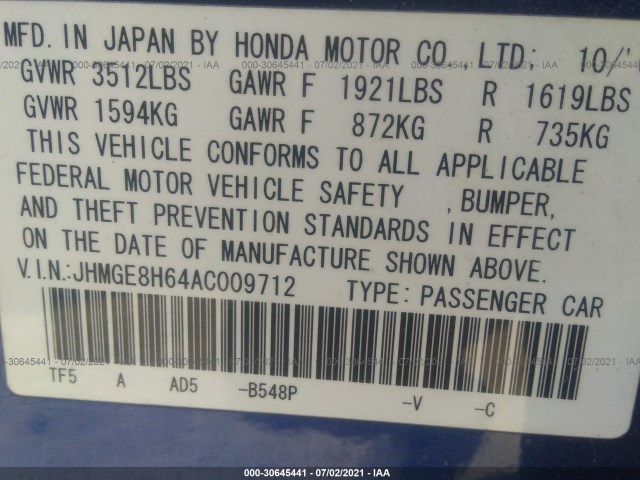 MFD. IN JAPAN BY HONDA MOTOR CO., LTD; 10/
GVWR 3512LBS GAWR F 1921LBS R 1619LBS
GVWR 1594KG GAWR F 872KG R 735KG
THIS VEHICLE CONFORMS TO ALL APPLICABLE
FEDERAL MOTOR VEHICLE SAFETY , BUMPER,
AND THEFT PREVENTION STANDARDS IN EFFECT
ON THE DATE OF MANUFACTURE SHOWN ABOVE.
V.I.N.:JHMGE8H64AC009712 TYPE: PASSENGER CAR
TF5 A AD5 -B548P -V -C
000-30645441 - 07/02/2021 - IAA